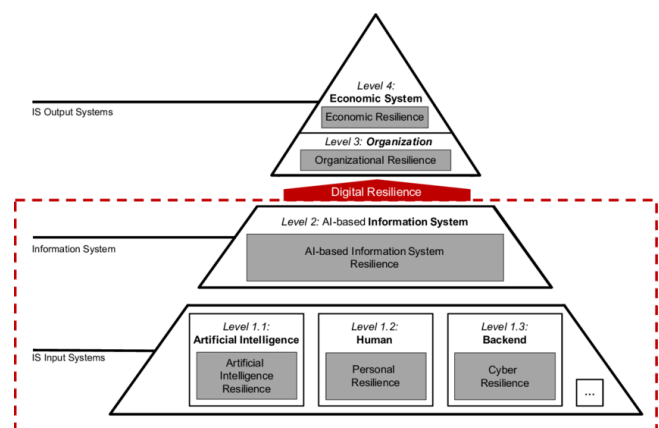 Level 4:
Economic System
Economic Resilience
IS Output Systems
Level 3: Organization
Organizational Resilience
Digital Resilience
Level 2: AI-based Information System
Information System
AI-based Information System
Resilience
Level 1.1:
Artificial Intelligence
Artificial
Intelligence
Resilience
Level 1.2:
Human
Personal
Resilience
Level 1.3:
Backend
Cyber
Resilience
IS Input Systems
...